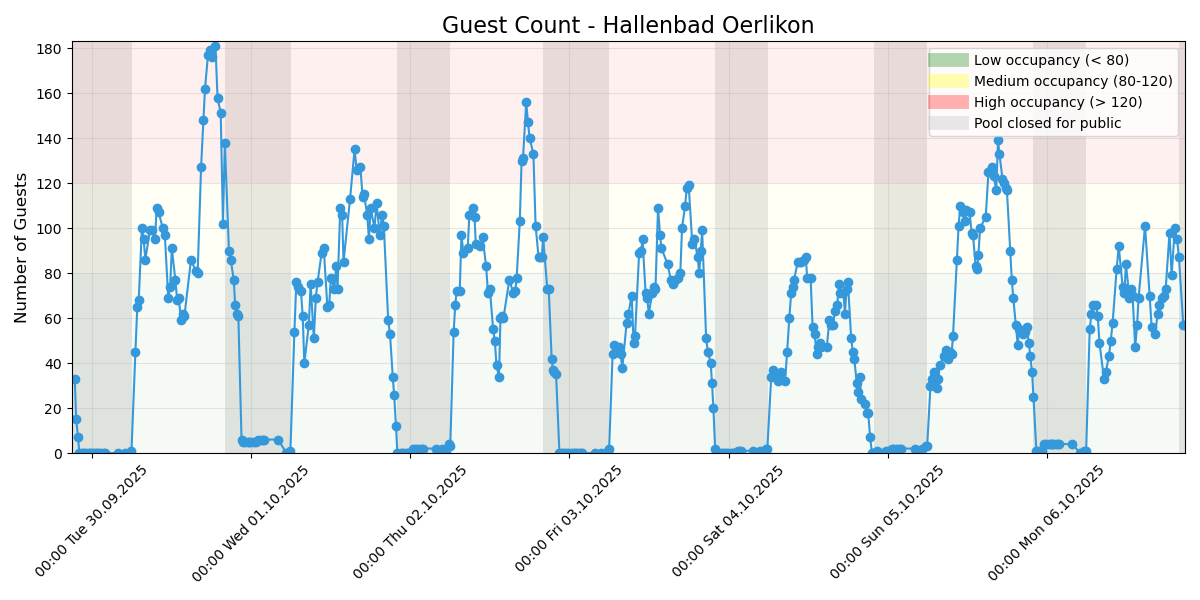 Guest Count - Hallenbad Oerlikon
Number of Guests
180
160
140
120
100
80
60
40
20
0
Low occupancy (< 80)
Medium occupancy (80-120)
High occupancy (> 120)
Pool closed for public
00:00 Tue 30.09.2025
00:00 Wed 01.10.2025
00:00 Thu 02.10.2025
00:00 Fri 03.10.2025
00:00 Sat 04.10.2025
00:00 Sun 05.10.2025
00:00 Mon 06.10.2025